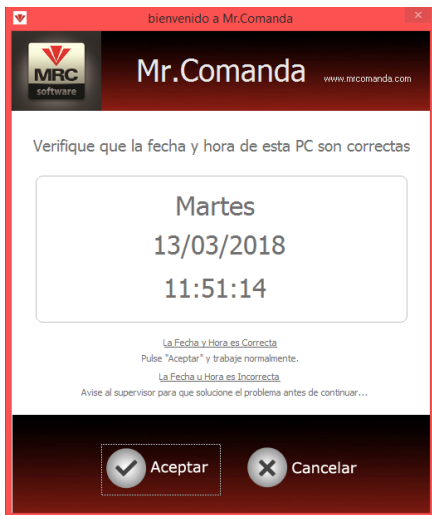 bienvenido a Mr.Comanda
MRC
software
Mr.Comanda
www.mrcomanda.com
Verifique que la fecha y hora de esta PC son correctas
Martes
13/03/2018
11:51:14
La Fecha y Hora es Correcta
Pulse "Aceptar" y trabaje normalmente.
La Fecha u Hora es Incorrecta
Avise al supervisor para que solucione el problema antes de continuar...
Aceptar
Cancelar